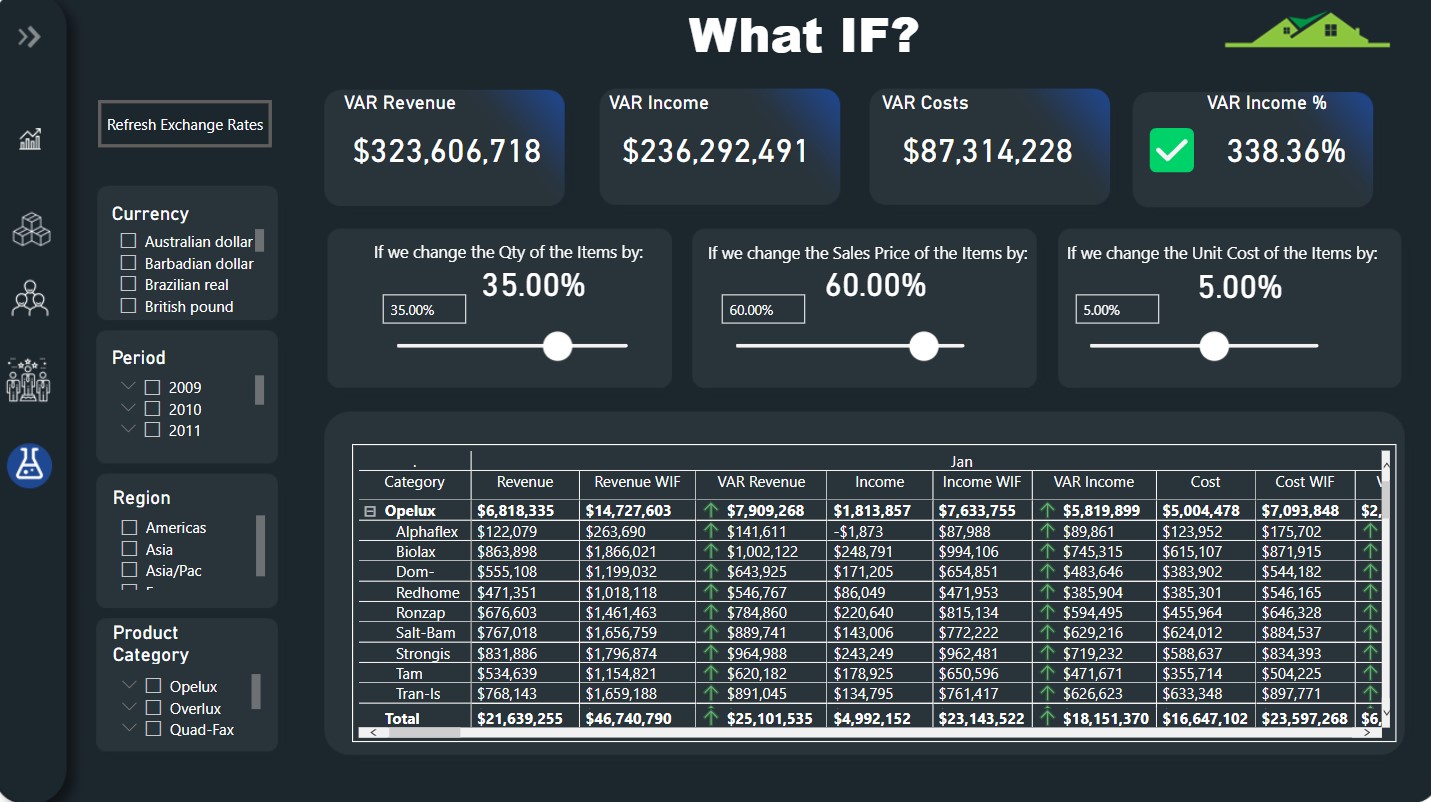 What IF?
Refresh Exchange Rates
VAR Revenue
$323,606,718
VAR Income
$236,292,491
VAR Costs
$87,314,228
VAR Income %
338.36%
Currency
Australian dollar
Barbadian dollar
Brazilian real
British pound
Period
2009
2010
2011
Region
Americas
Asia
Asia/Pac
Product
Category
Opelux
Overlux
Quad-Fax
If we change the Qty of the Items by:
35.00%
35.00%
If we change the Sales Price of the Items by:
60.00%
60.00%
If we change the Unit Cost of the Items by:
5.00%
5.00%
. Jan
Category Revenue Revenue WIF VAR Revenue Income Income WIF VAR Income Cost Cost WIF
Opelux $6,818,335 $14,727,603 $7,909,268 $1,813,857 $7,633,755 $5,819,899 $5,004,478 $7,093,848 $2,
Alphaflex $122,079 $263,690 $141,611 -$1,873 $87,988 $89,861 $123,952 $175,702
Biolax $863,898 $1,866,021 $1,002,122 $248,791 $994,106 $745,315 $615,107 $871,915
Dom- $555,108 $1,199,032 $643,925 $171,205 $654,851 $483,646 $383,902 $544,182
Redhome $471,351 $1,018,118 $546,767 $86,049 $471,953 $385,904 $385,301 $546,165
Ronzap $676,603 $1,461,463 $784,860 $220,640 $815,134 $594,495 $455,964 $646,328
Salt-Bam $767,018 $1,656,759 $889,741 $143,006 $772,222 $629,216 $624,012 $884,537
Strongis $831,886 $1,796,874 $964,988 $243,249 $962,481 $719,232 $588,637 $834,393
Tam $534,639 $1,154,821 $620,182 $178,925 $650,596 $471,671 $355,714 $504,225
Tran-Is $768,143 $1,659,188 $891,045 $134,795 $761,417 $626,623 $633,348 $897,771
Total $21,639,255 $46,740,790 $25,101,535 $4,992,152 $23,143,522 $18,151,370 $16,647,102 $23,597,268 $6,